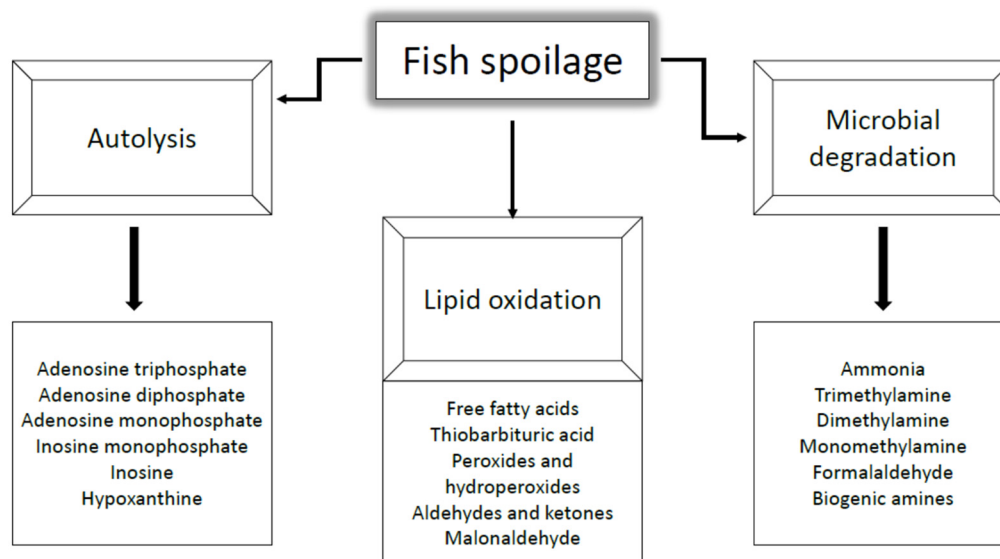 Fish spoilage
Autolysis
Adenosine triphosphate
Adenosine diphosphate
Adenosine monophosphate
Inosine monophosphate
Inosine
Hypoxanthine
Lipid oxidation
Free fatty acids
Thiobarbituric acid
Peroxides and
hydroperoxides
Aldehydes and ketones
Malonaldehyde
Microbial
degradation
Ammonia
Trimethylamine
Dimethylamine
Monomethylamine
Formalaldehyde
Biogenic amines